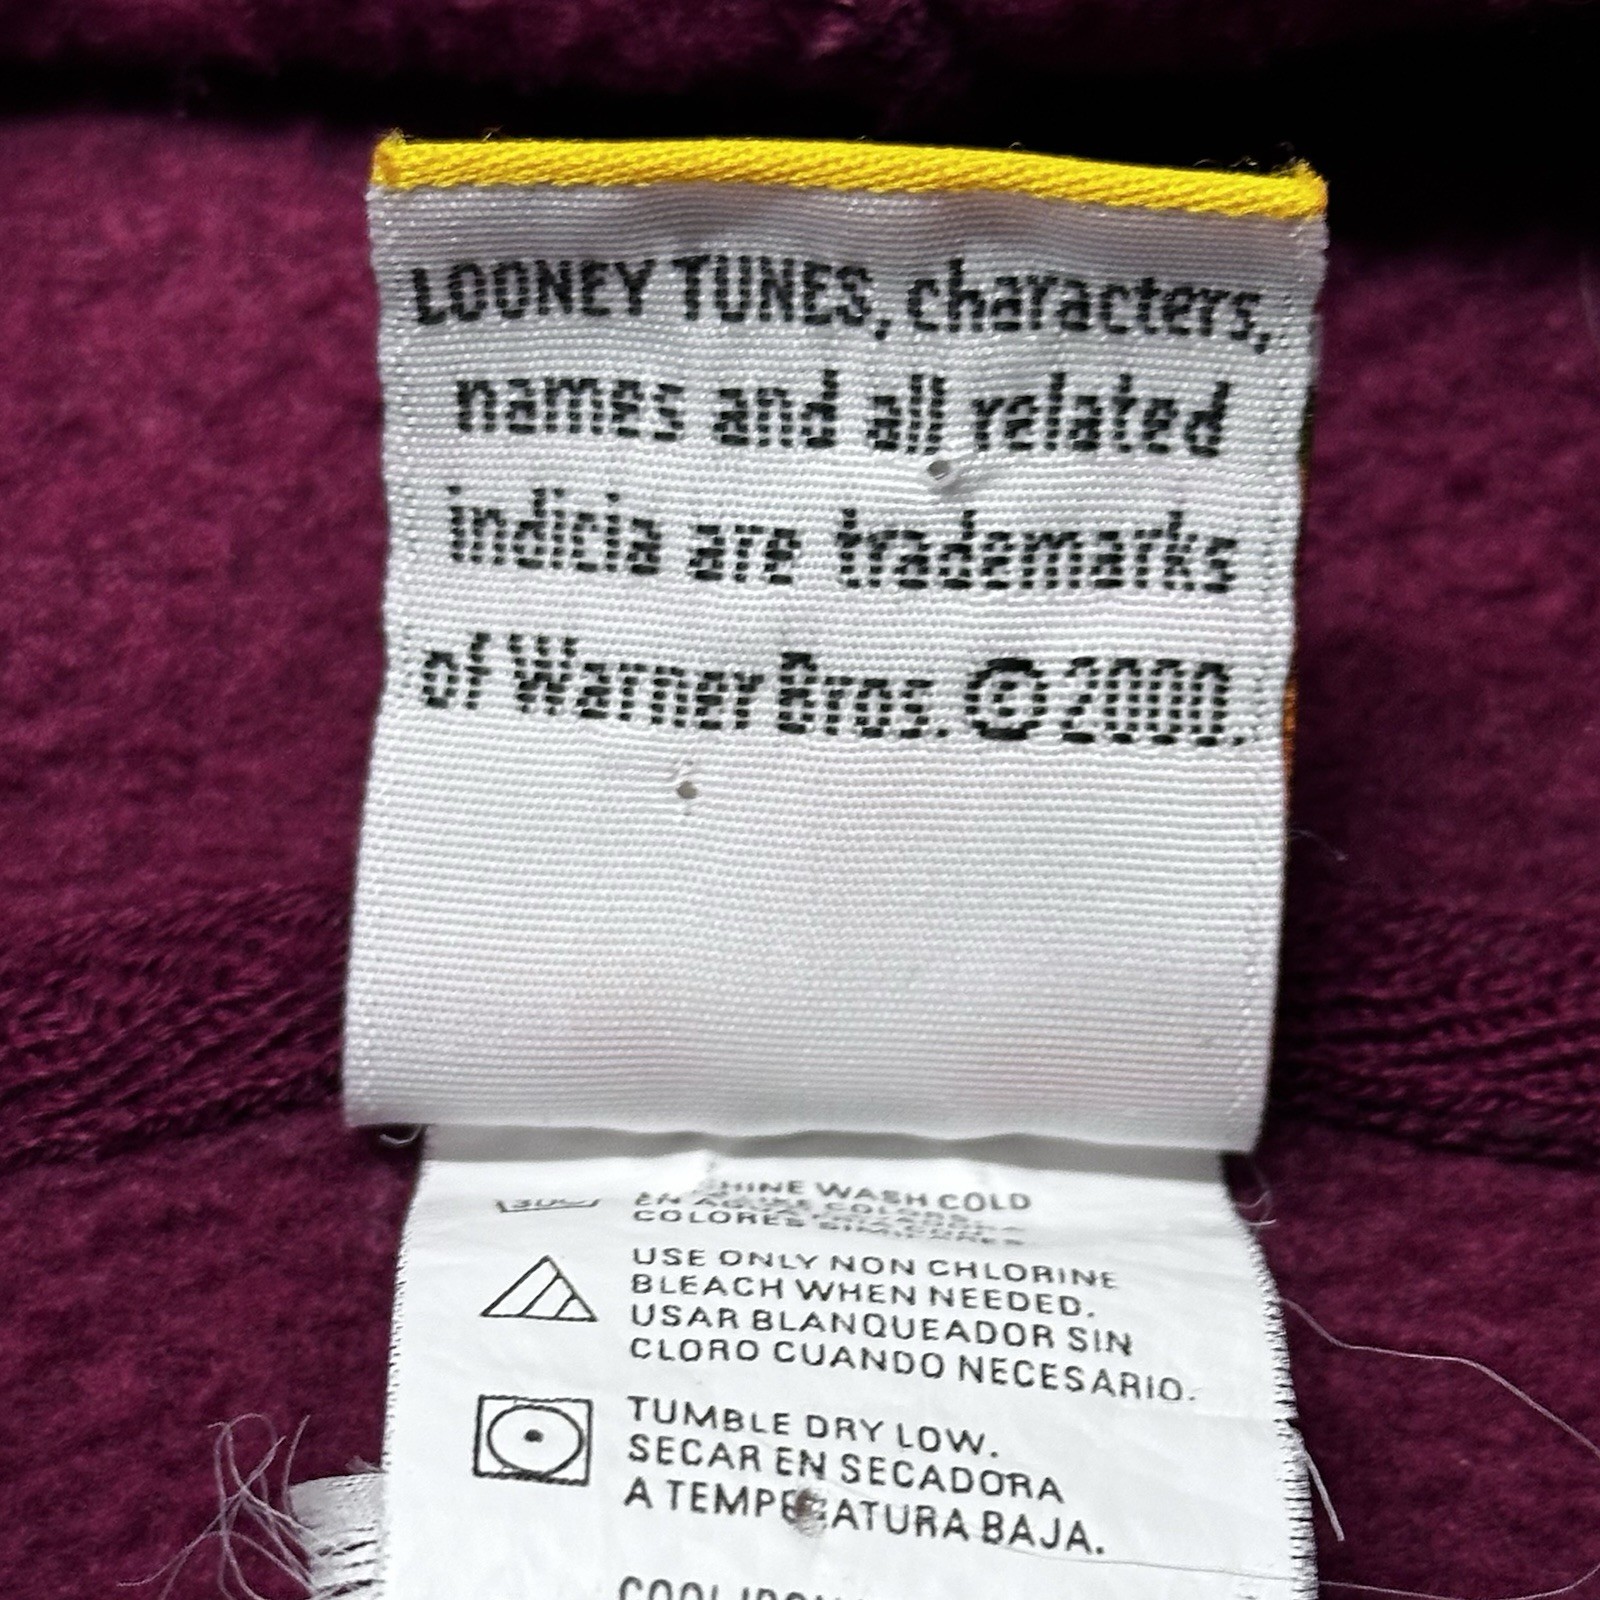 LOONEY TUNES, characters,
names and all related
indicia are trademarks
of Warner Bros. ©2000.
WASH COLD
COLORES
USE ONLY NON CHLORINE
BLEACH WHEN NEEDED.
USAR BLANQUEADOR SIN
CLORO CUANDO NECESARIO.
TUMBLE DRY LOW.
SECAR EN SECADORA
A TEMPERATURA BAJA.